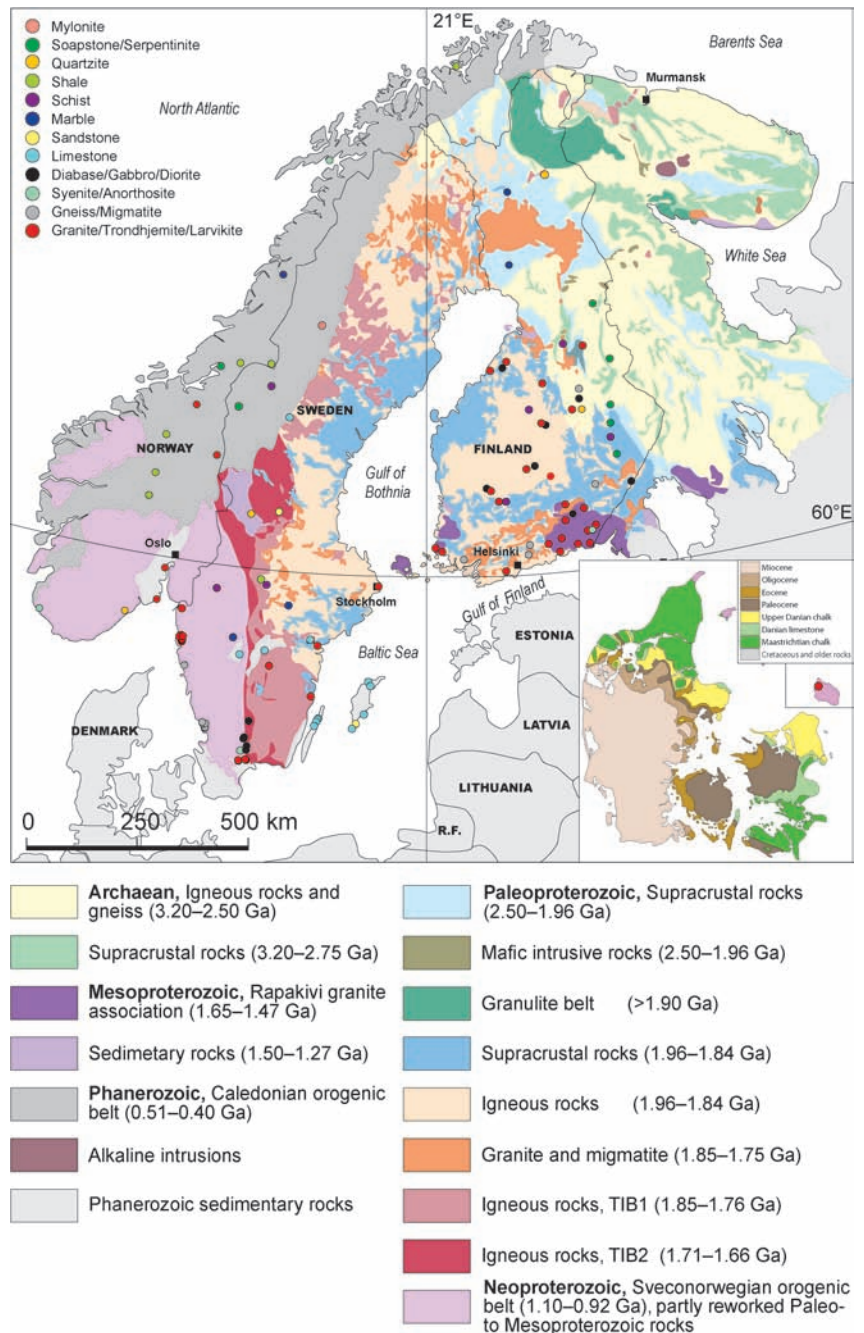 21°E
Mylonite
Soapstone/Serpentinite
Quartzite
Shale
Schist
Marble
Sandstone
Limestone
Diabase/Gabbro/Diorite
Syenite/Anorthosite
Gneiss/Migmatite
Granite/Trondhjemite/Larvikite
North Atlantic
Barents Sea
Murmansk
White Sea
SWEDEN
NORWAY
FINLAND
Gulf of
Bothnia
60°E
Oslo
Helsinki
Stockholm
Gulf of Finland
Baltic Sea
ESTONIA
DENMARK
LATVIA
LITHUANIA
R.F.
0 250 500 km
Miocene
Oligocene
Eocene
Paleocene
Upper Danian chalk
Danian limestone
Maastrichtian chalk
Cretaceous and older rocks
Archaean, Igneous rocks and
gneiss (3.20–2.50 Ga)
Supracrustal rocks (3.20–2.75 Ga)
Mesoproterozoic, Rapakivi granite
association (1.65–1.47 Ga)
Sedimetary rocks (1.50–1.27 Ga)
Phanerozoic, Caledonian orogenic
belt (0.51–0.40 Ga)
Alkaline intrusions
Phanerozoic sedimentary rocks
Paleoproterozoic, Supracrustal rocks
(2.50–1.96 Ga)
Mafic intrusive rocks (2.50–1.96 Ga)
Granulite belt (>1.90 Ga)
Supracrustal rocks (1.96–1.84 Ga)
Igneous rocks (1.96–1.84 Ga)
Granite and migmatite (1.85–1.75 Ga)
Igneous rocks, TIB1 (1.85–1.76 Ga)
Igneous rocks, TIB2 (1.71–1.66 Ga)
Neoproterozoic, Sveconorwegian orogenic
belt (1.10–0.92 Ga), partly reworked Paleo-
to Mesoproterozoic rocks